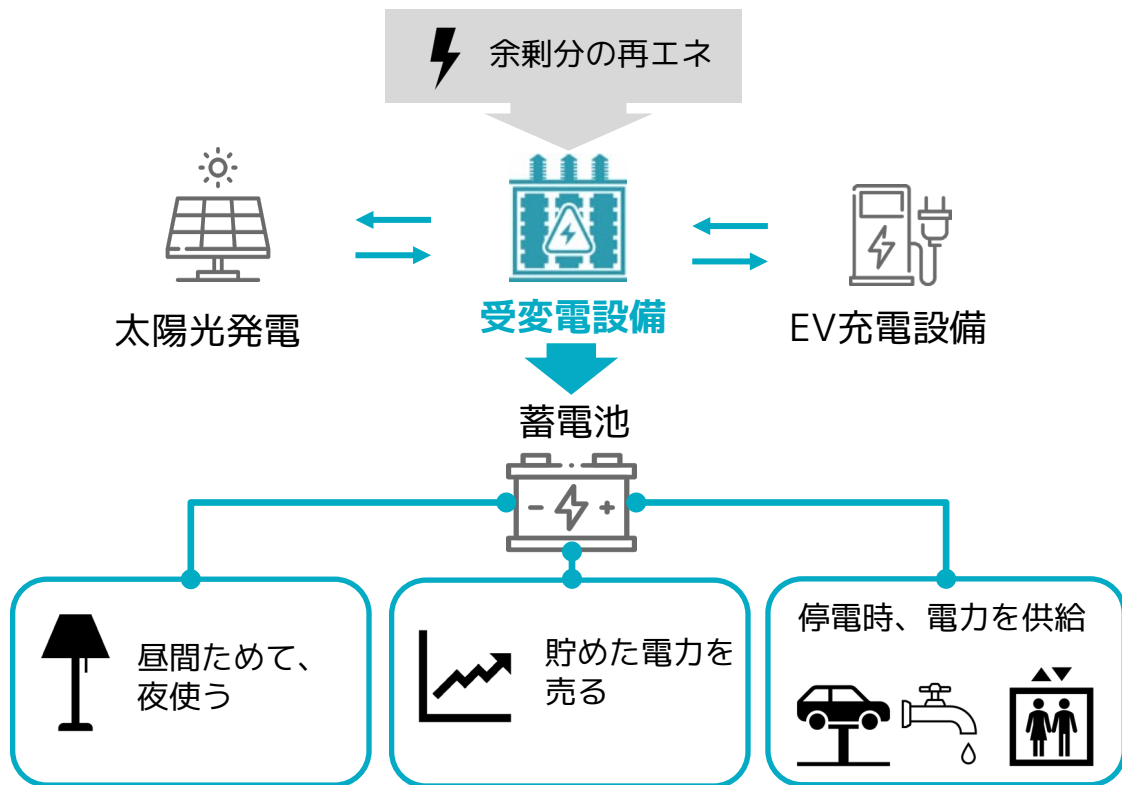 余剰分の再エネ
太陽光発電
受変電設備
EV充電設備
蓄電池
昼間ためて、
夜使う
貯めた電力を
売る
停電時、電力を供給